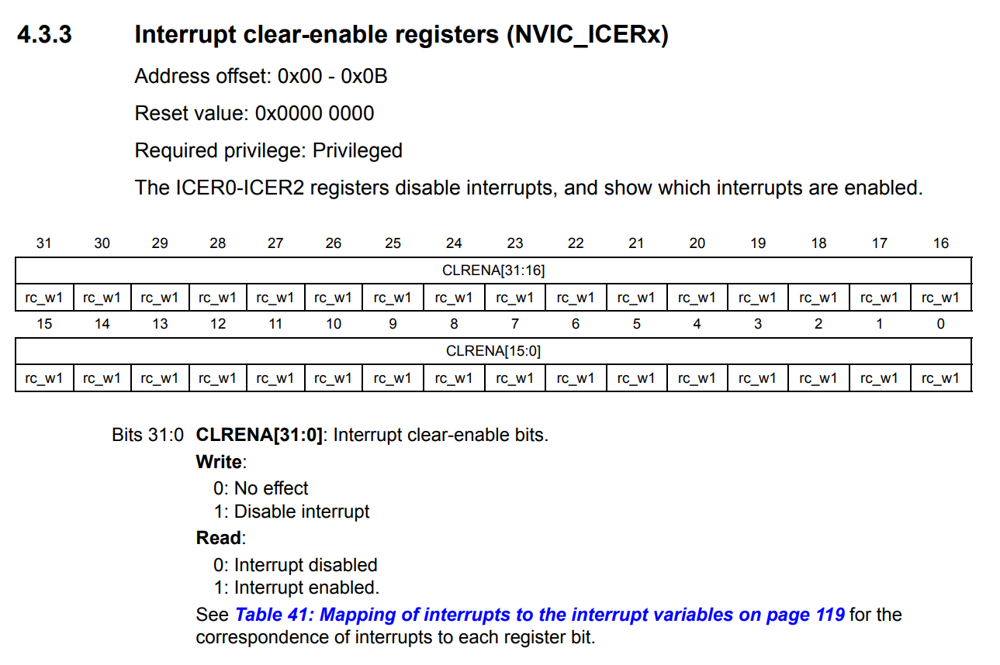 4.3.3 Interrupt clear-enable registers (NVIC_ICERx)
Address offset: 0x00 - 0x0B
Reset value: 0x0000 0000
Required privilege: Privileged
The ICER0-ICER2 registers disable interrupts, and show which interrupts are enabled.
31 30 29 28 27 26 25 24 23 22 21 20 19 18 17 16
CLRENA[31:16]
rc_w1 rc_w1 rc_w1 rc_w1 rc_w1 rc_w1 rc_w1 rc_w1 rc_w1 rc_w1 rc_w1 rc_w1 rc_w1 rc_w1 rc_w1 rc_w1
15 14 13 12 11 10 9 8 7 6 5 4 3 2 1 0
CLRENA[15:0]
rc_w1 rc_w1 rc_w1 rc_w1 rc_w1 rc_w1 rc_w1 rc_w1 rc_w1 rc_w1 rc_w1 rc_w1 rc_w1 rc_w1 rc_w1 rc_w1
Bits 31:0 CLRENA[31:0]: Interrupt clear-enable bits.
Write:
0: No effect
1: Disable interrupt
Read:
0: Interrupt disabled
1: Interrupt enabled.
See Table 41: Mapping of interrupts to the interrupt variables on page 119 for the
correspondence of interrupts to each register bit.